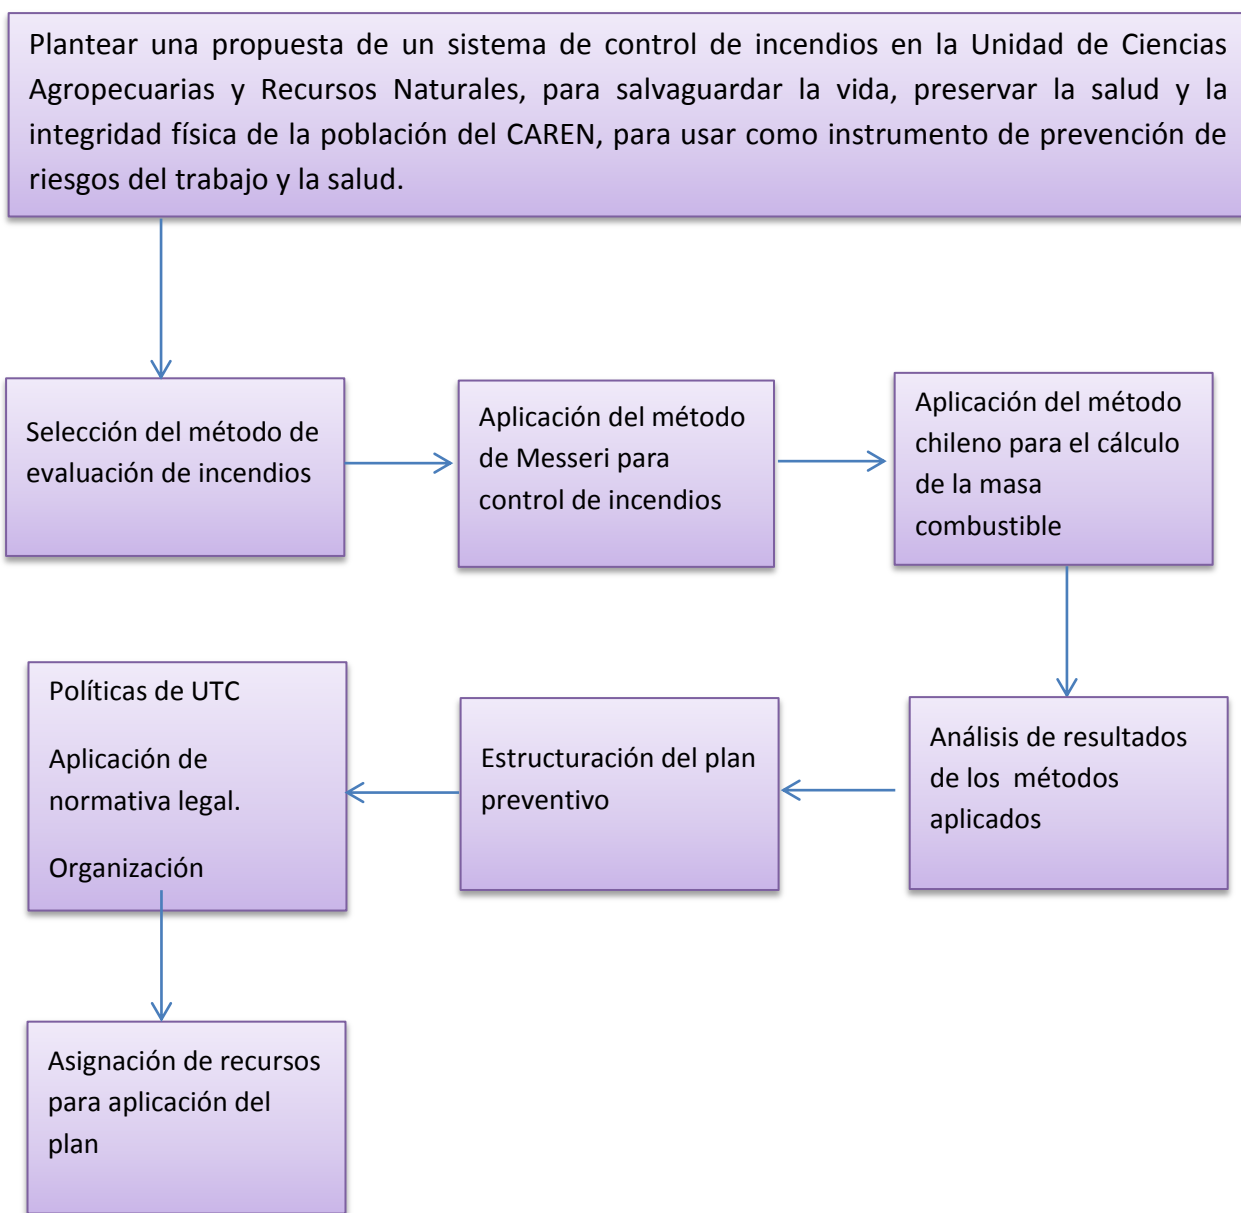 Plantear una propuesta de un sistema de control de incendios en la Unidad de Ciencias
Agropecuarias y Recursos Naturales, para salvaguardar la vida, preservar la salud y la
integridad física de la población del CAREN, para usar como instrumento de prevención de
riesgos del trabajo y la salud.
Selección del método de
evaluación de incendios
Aplicación del método
de Messeri para
control de incendios
Aplicación del método
chileno para el cálculo
de la masa
combustible
Análisis de resultados
de los métodos
aplicados
Estructuración del plan
preventivo
Políticas de UTC
Aplicación de
normativa legal.
Organización
Asignación de recursos
para aplicación del
plan